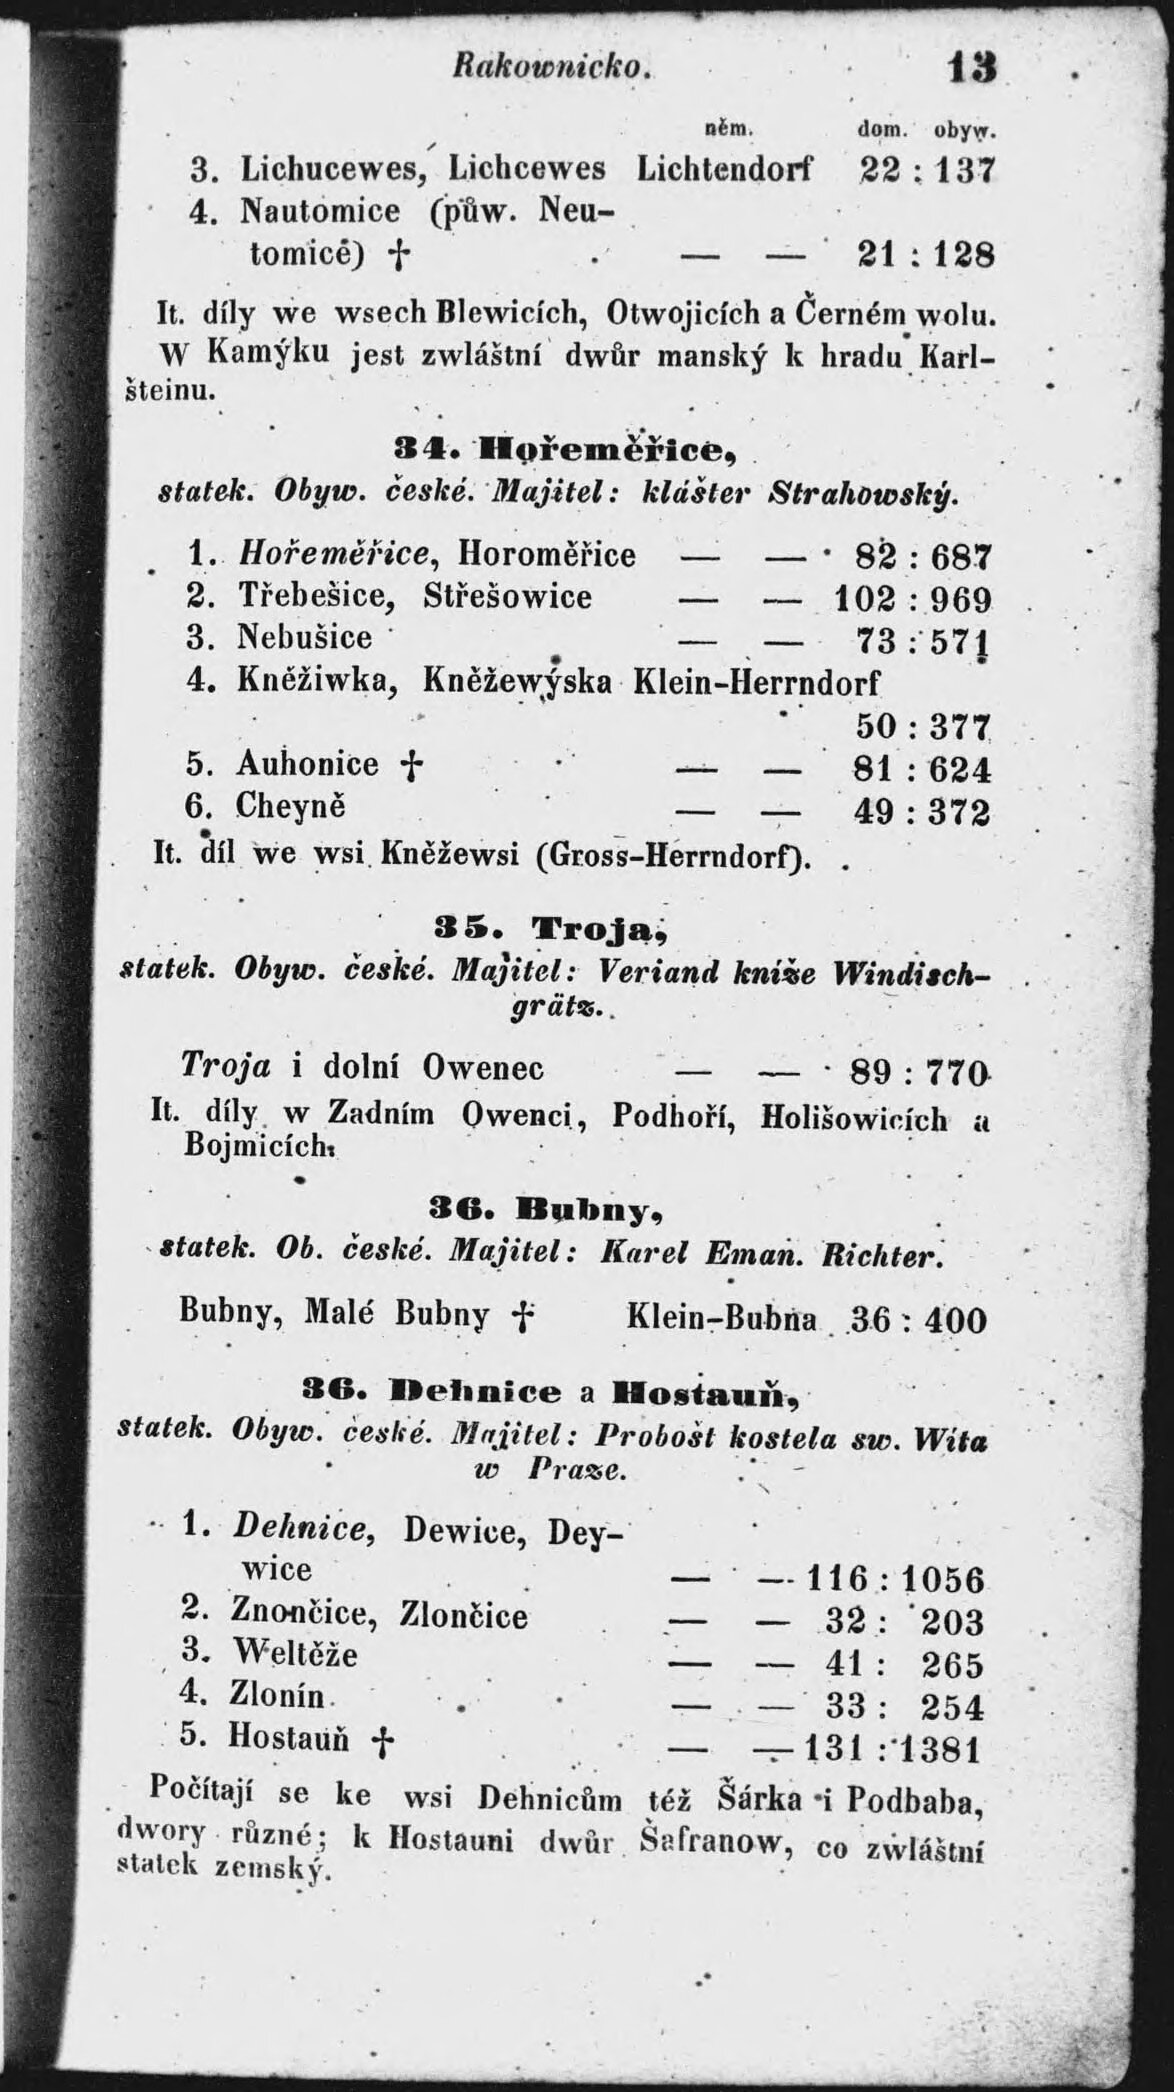 Rakownicko. 13
něm. dom. obyw.
3. Lichucewes, Lichcewes Lichtendorf 22 : 137
4. Nautomice (půw. Neu-
tomicé) † — — 21 : 128
It. díly we wsech Blewicích, Otwojicích a Černém wolu.
W Kamýku jest zwláštní dwůr manský k hradu Karl-
šteinu.
34. Hořeměřice,
statek. Obyw. české. Majitel: klášter Strahowský.
1. Hořeměřice, Horoměřice — — 82 : 687
2. Třebešice, Střešowice — — 102 : 969
3. Nebušice — — 73 : 571
4. Kněžiwka, Kněžewýska Klein-Herrndorf
50 : 377
5. Auhonice † — — 81 : 624
6. Cheyně — — 49 : 372
It. díl we wsi Kněžewsi (Gross-Herrndorf).
35. Troja,
statek. Obyw. české. Majitel: Veriand kníže Windisch-
grätz.
Troja i dolní Owenec — — 89 : 770
It. díly w Zadním Owenci, Podhoří, Holišowicích a
Bojmicích.
36. Bubny,
statek. Ob. české. Majitel: Karel Eman. Richter.
Bubny, Malé Bubny † Klein-Bubna 36 : 400
36. Dehnice a Hostauň,
statek. Obyw. české. Majitel: Probošt kostela sw. Wíta
w Praze.
1. Dehnice, Dewice, Dey-
wice — — 116 : 1056
2. Znončice, Zlončice — — 32 : 203
3. Weltěže — — 41 : 265
4. Zlonín — — 33 : 254
5. Hostauň † — — 131 : 1381
Počítají se ke wsi Dehnicům též Šárka i Podbaba,
dwory různé; k Hostauni dwůr Šafranow, co zwláštní
statek zemský.